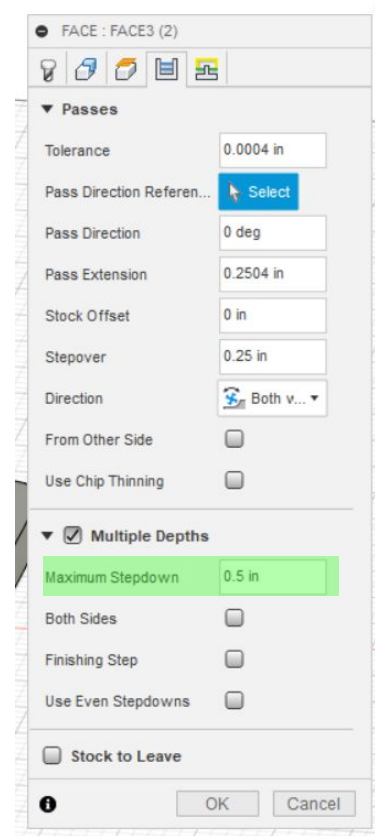 FACE : FACE3 (2)
Passes
Tolerance 0.0004 in
Pass Direction Referen... Select
Pass Direction 0 deg
Pass Extension 0.2504 in
Stock Offset 0 in
Stepover 0.25 in
Direction Both v...
From Other Side
Use Chip Thinning
Multiple Depths
Maximum Stepdown 0.5 in
Both Sides
Finishing Step
Use Even Stepdowns
Stock to Leave
OK Cancel